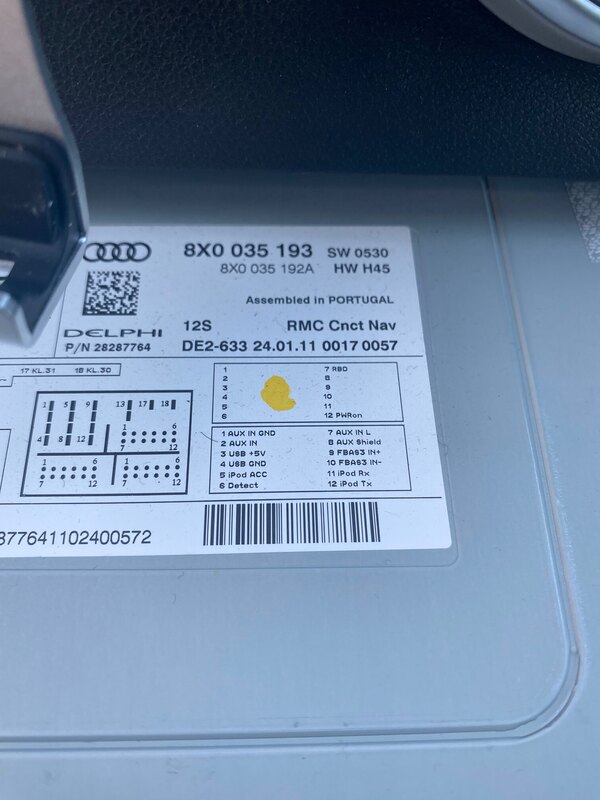 8X0 035 193 SW 0530
8X0 035 192A HW H45
Assembled in PORTUGAL
DELPHI 12S RMC Cnct Nav
P/N 28287764 DE2-633 24.01.11 0017 0057
17 KL.31 18 KL.30
1 5 9 13 17 18
4 8 12
1 6
7 12
1 6 1 6
7 12 7 12
1 7 RBD
2 8
3 9
4 10
5 11
6 12 PWRon
1 AUX IN GND 7 AUX IN L
2 AUX IN 8 AUX Shield
3 USB +5V 9 FBAS3 IN+
4 USB GND 10 FBAS3 IN-
5 iPod ACC 11 iPod Rx
6 Detect 12 iPod Tx
877641102400572